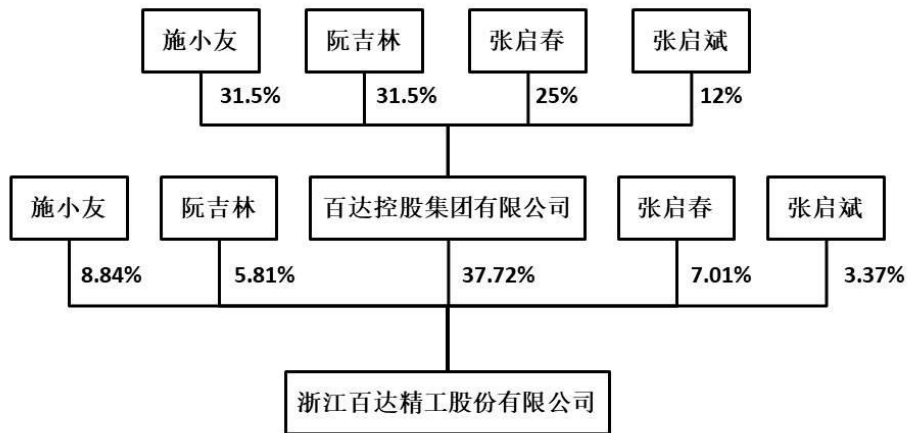 施小友 阮吉林 张启春 张启斌
31.5% 31.5% 25% 12%
施小友 阮吉林 百达控股集团有限公司 张启春 张启斌
8.84% 5.81% 37.72% 7.01% 3.37%
浙江百达精工股份有限公司